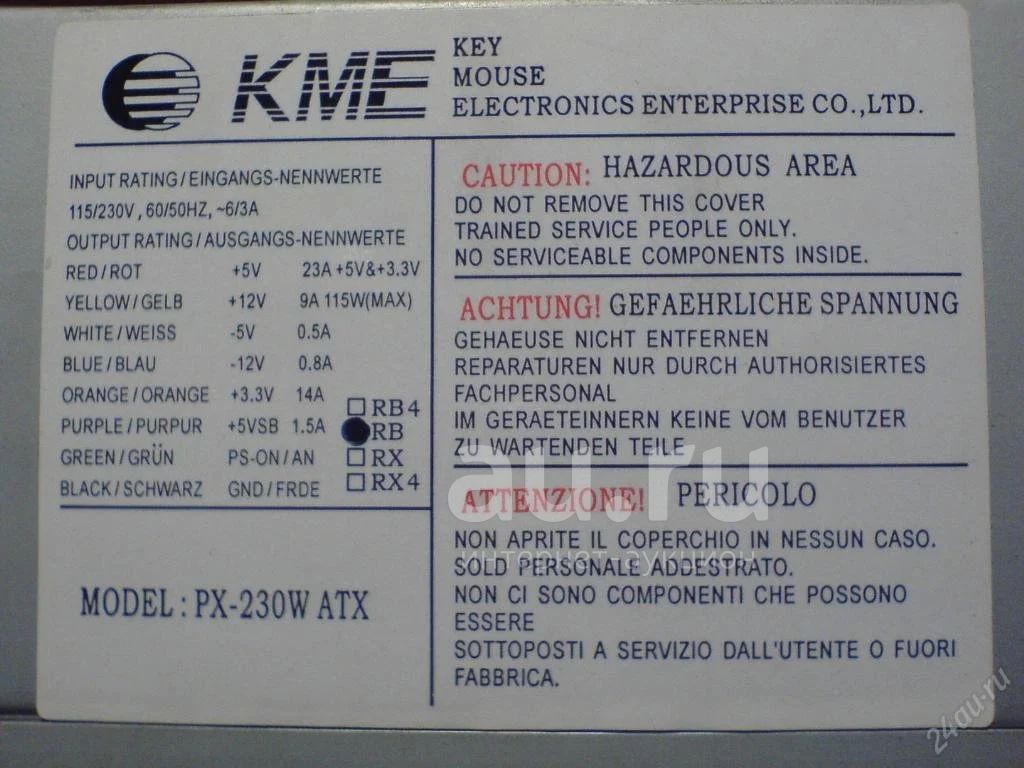 KME
KEY
MOUSE
ELECTRONICS ENTERPRISE CO.,LTD.
INPUT RATING/EINGANGS-NENNWERTE
115/230V, 60/50HZ, ~6/3A
OUTPUT RATING/AUSGANGS-NENNWERTE
RED/ROT +5V 23A +5V&+3.3V
YELLOW/GELB +12V 9A 115W(MAX)
WHITE/WEISS -5V 0.5A
BLUE/BLAU -12V 0.8A
ORANGE/ORANGE +3.3V 14A
PURPLE/PURPUR +5VSB 1.5A
GREEN/GRÜN PS-ON/AN
BLACK/SCHWARZ GND/FRDE
RB4
RB
RX
RX4
MODEL: PX-230W ATX
CAUTION: HAZARDOUS AREA
DO NOT REMOVE THIS COVER
TRAINED SERVICE PEOPLE ONLY.
NO SERVICEABLE COMPONENTS INSIDE.
ACHTUNG! GEFAEHRLICHE SPANNUNG
GEHAEUSE NICHT ENTFERNEN
REPARATUREN NUR DURCH AUTHORISIERTES
FACHPERSONAL
IM GERAETEINNERN KEINE VOM BENUTZER
ZU WARTENDEN TEILE
ATTENZIONE! PERICOLO
NON APRITE IL COPERCHIO IN NESSUN CASO.
SOLD PERSONALE ADDESTRATO.
NON CI SONO COMPONENTI CHE POSSONO
ESSERE
SOTTOPOSTI A SERVIZIO DALL'UTENTE O FUORI
FABBRICA.
au.ru
интернет-аукцион
24au.ru